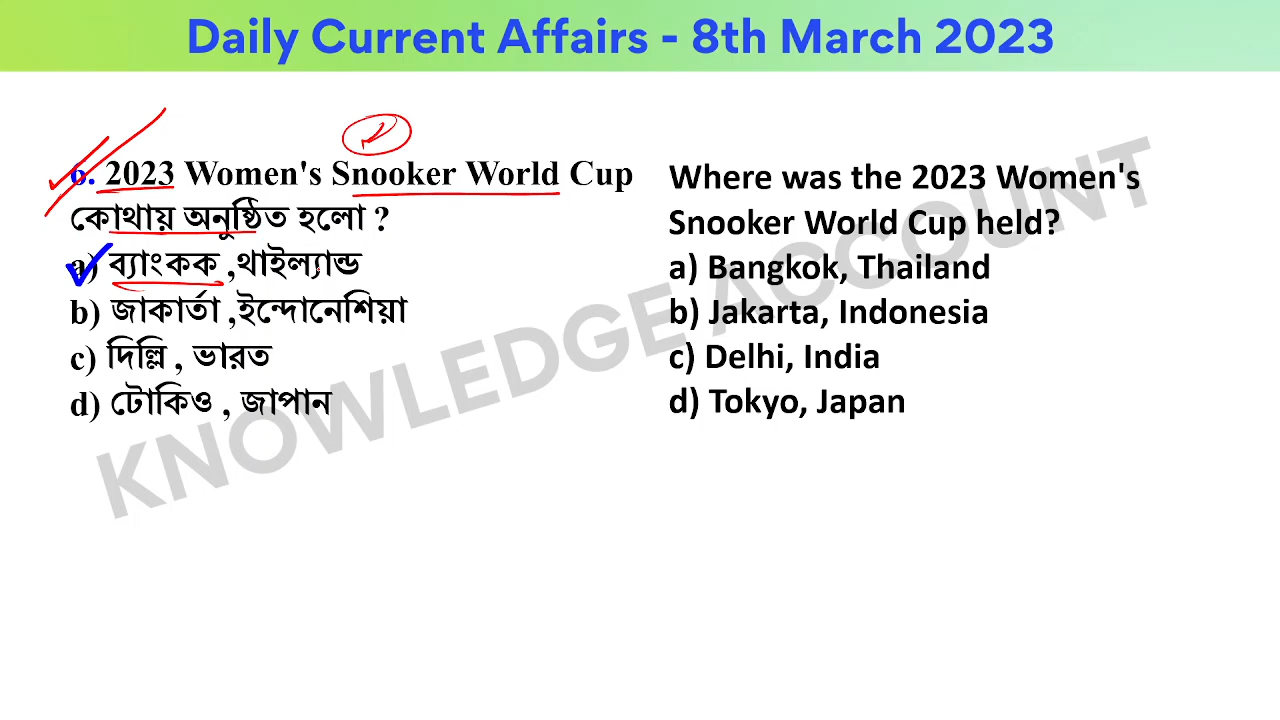 Daily Current Affairs - 8th March 2023
6. 2023 Women's Snooker World Cup
কোথায় অনুষ্ঠিত হলো ?
a) ব্যাংকক ,থাইল্যান্ড
b) জাকার্তা ,ইন্দোনেশিয়া
c) দিল্লি , ভারত
d) টোকিও , জাপান
Where was the 2023 Women's
Snooker World Cup held?
a) Bangkok, Thailand
b) Jakarta, Indonesia
c) Delhi, India
d) Tokyo, Japan
KNOWLEDGE ACCOUNT